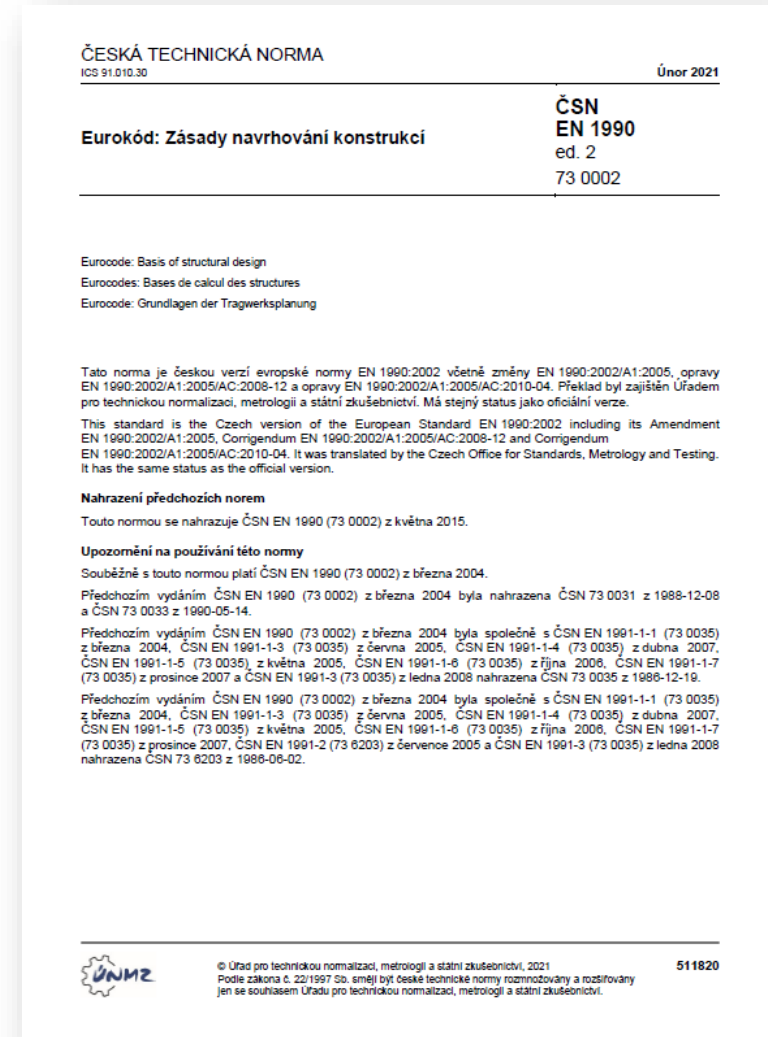 ČESKÁ TECHNICKÁ NORMA
ICS 91.010.30
Únor 2021
Eurokód: Zásady navrhování konstrukcí
ČSN
EN 1990
ed. 2
73 0002
Eurocode: Basis of structural design
Eurocodes: Bases de calcul des structures
Eurocode: Grundlagen der Tragwerksplanung
Tato norma je českou verzí evropské normy EN 1990:2002 včetně změny EN 1990:2002/A1:2005, opravy
EN 1990:2002/A1:2005/AC:2008-12 a opravy EN 1990:2002/A1:2005/AC:2010-04. Překlad byl zajištěn Úřadem
pro technickou normalizaci, metrologii a státní zkušebnictví. Má stejný status jako oficiální verze.
This standard is the Czech version of the European Standard EN 1990:2002 including its Amendment
EN 1990:2002/A1:2005, Corrigendum EN 1990:2002/A1:2005/AC:2008-12 and Corrigendum
EN 1990:2002/A1:2005/AC:2010-04. It was translated by the Czech Office for Standards, Metrology and Testing.
It has the same status as the official version.
Nahrazení předchozích norem
Touto normou se nahrazuje ČSN EN 1990 (73 0002) z května 2015.
Upozornění na používání této normy
Souběžně s touto normou platí ČSN EN 1990 (73 0002) z března 2004.
Předchozím vydáním ČSN EN 1990 (73 0002) z března 2004 byla nahrazena ČSN 73 0031 z 1988-12-08
a ČSN 73 0033 z 1990-05-14.
Předchozím vydáním ČSN EN 1990 (73 0002) z března 2004 byla společně s ČSN EN 1991-1-1 (73 0035)
z března 2004, ČSN EN 1991-1-3 (73 0035) z června 2005, ČSN EN 1991-1-4 (73 0035) z dubna 2007,
ČSN EN 1991-1-5 (73 0035) z května 2005, ČSN EN 1991-1-6 (73 0035) z října 2006, ČSN EN 1991-1-7
(73 0035) z prosince 2007 a ČSN EN 1991-3 (73 0035) z ledna 2008 nahrazena ČSN 73 0035 z 1986-12-19.
Předchozím vydáním ČSN EN 1990 (73 0002) z března 2004 byla společně s ČSN EN 1991-1-1 (73 0035)
z března 2004, ČSN EN 1991-1-3 (73 0035) z června 2005, ČSN EN 1991-1-4 (73 0035) z dubna 2007,
ČSN EN 1991-1-5 (73 0035) z května 2005, ČSN EN 1991-1-6 (73 0035) z října 2006, ČSN EN 1991-1-7
(73 0035) z prosince 2007, ČSN EN 1991-2 (73 6203) z července 2005 a ČSN EN 1991-3 (73 0035) z ledna 2008
nahrazena ČSN 73 6203 z 1986-06-02.
ÚNMZ
© Úřad pro technickou normalizaci, metrologii a státní zkušebnictví, 2021
Podle zákona č. 22/1997 Sb. smějí být české technické normy rozmnožovány a rozšiřovány
jen se souhlasem Úřadu pro technickou normalizaci, metrologii a státní zkušebnictví.
511820